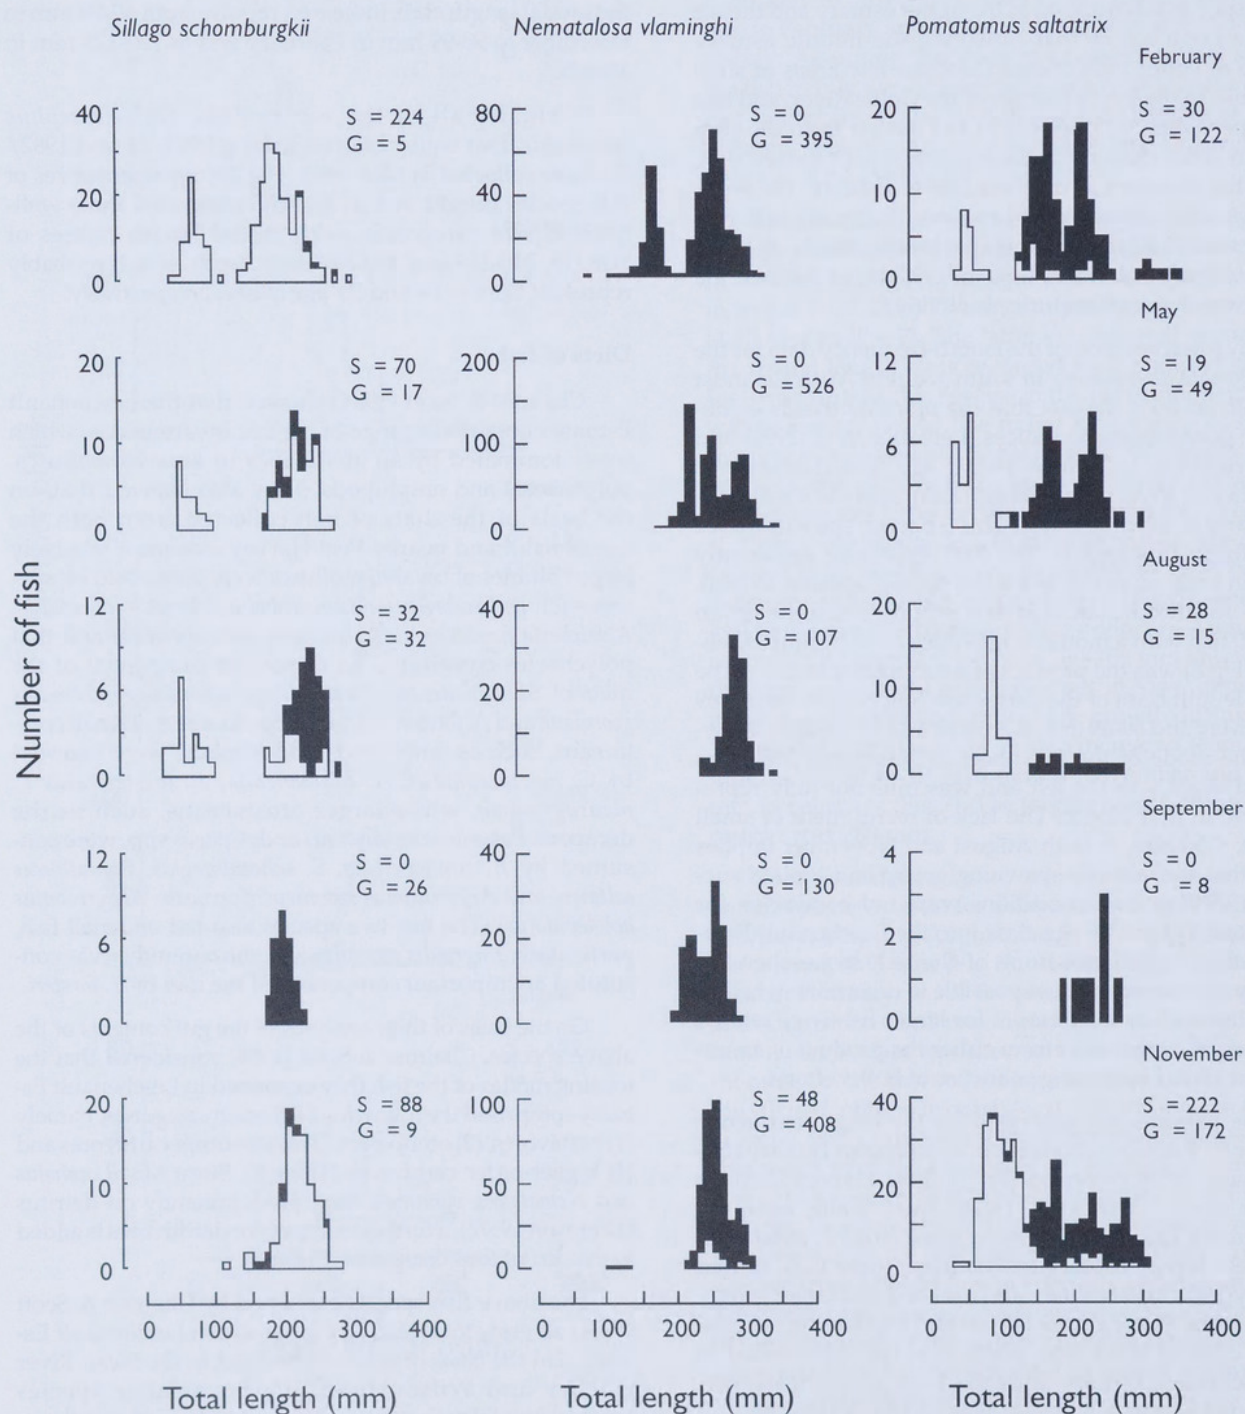 Sillago schomburgkii
Nematalosa vlaminghi
Pomatomus saltatrix
February
40
20
0
S = 224
G = 5
80
40
0
S = 0
G = 395
20
10
0
S = 30
G = 122
May
20
10
0
S = 70
G = 17
200
100
0
S = 0
G = 526
12
6
0
S = 19
G = 49
August
12
6
0
S = 32
G = 32
40
20
0
S = 0
G = 107
20
10
0
S = 28
G = 15
September
12
6
0
S = 0
G = 26
40
20
0
S = 0
G = 130
4
2
0
S = 0
G = 8
November
20
10
0
S = 88
G = 9
100
50
0
S = 48
G = 408
40
20
0
S = 222
G = 172
Number of fish
0 100 200 300 400
0 100 200 300 400
0 100 200 300 400
Total length (mm)
Total length (mm)
Total length (mm)